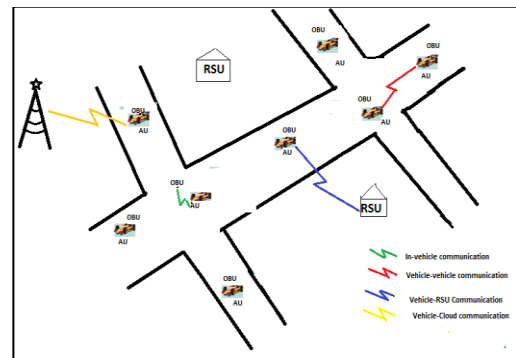 OBU
AU
RSU
OBU
AU
OBU
AU
OBU
AU
OBU
AU
RSU
OBU
AU
OBU
AU
OBU
AU
In-vehicle communication
Vehicle-vehicle communication
Vehicle-RSU Communication
Vehicle-Cloud communication